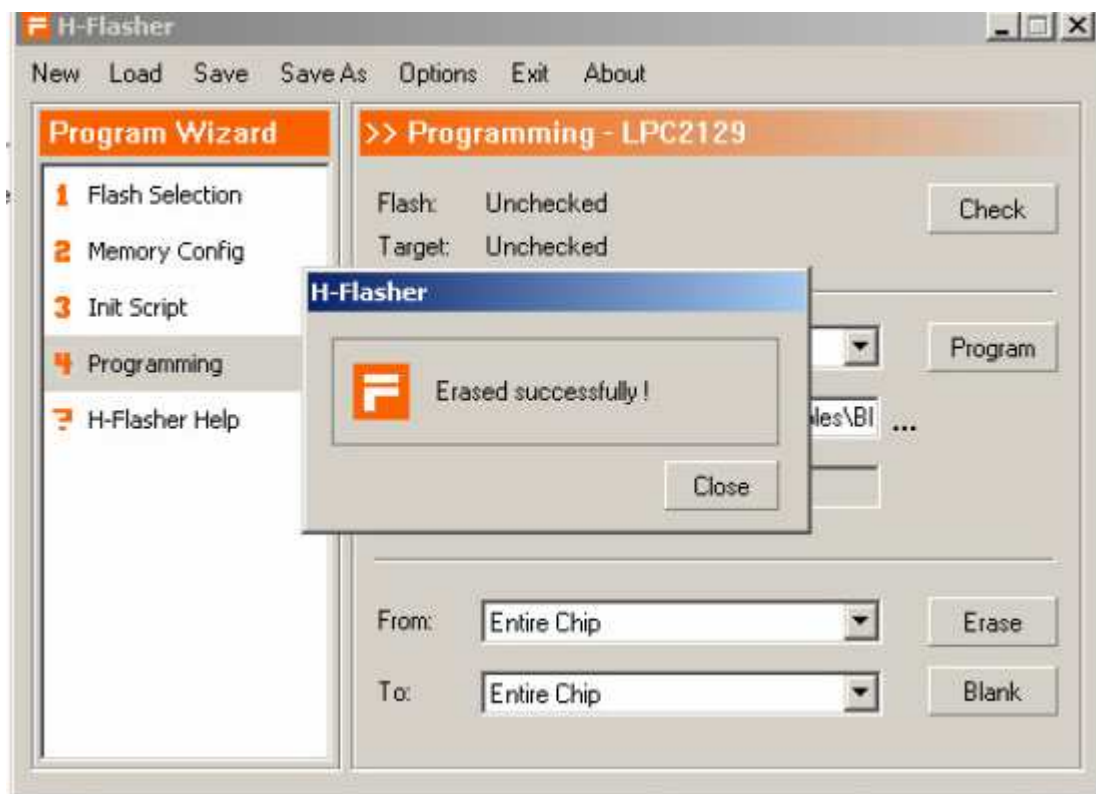 H-Flasher
New Load Save Save As Options Exit About
Program Wizard
1 Flash Selection
2 Memory Config
3 Init Script
4 Programming
? H-Flasher Help
>> Programming - LPC2129
Flash: Unchecked
Check
Target: Unchecked
Program
les\BI ...
H-Flasher
Erased successfully !
Close
From: Entire Chip
Erase
To: Entire Chip
Blank